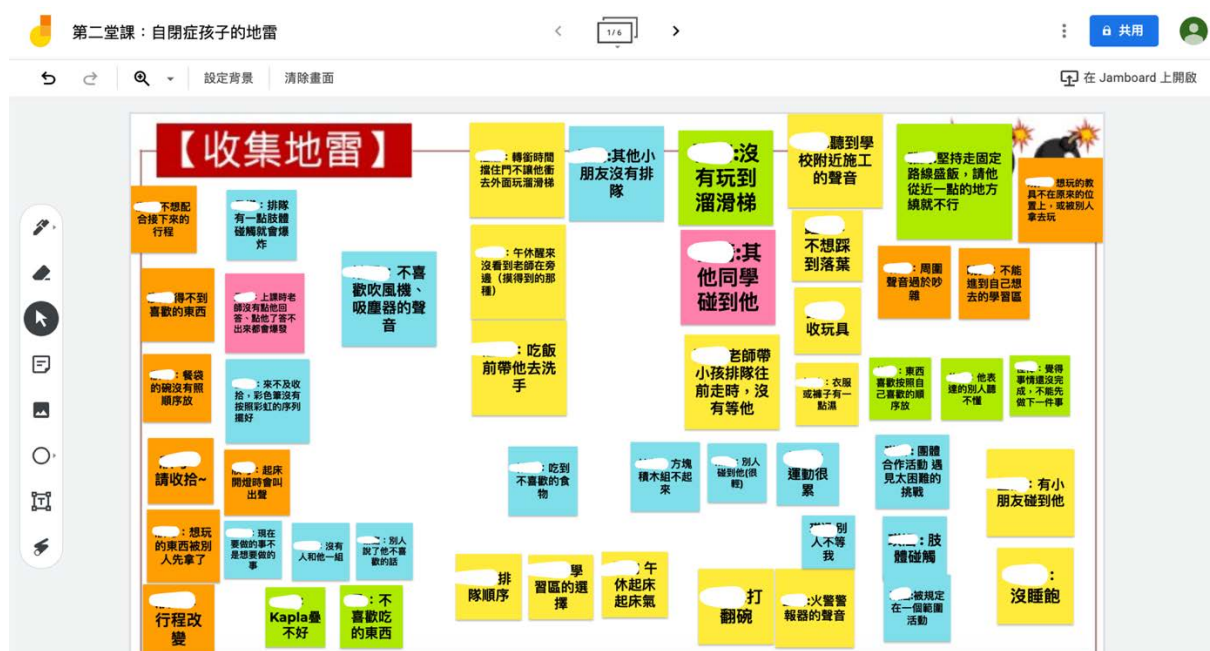 第二堂課：自閉症孩子的地雷
1/6
共用
設定背景
清除畫面
在 Jamboard 上開啟
【收集地雷】
不想配
合接下來的
行程
：排隊
有一點肢體
碰觸就會爆
炸
得不到
喜歡的東西
：上課時老
師沒有點他回
答、點他了答不
出來都會爆發
：不喜
歡吹風機、
吸塵器的聲
音
：餐袋
的碗沒有照
順序放
：來不及收
拾，彩色筆沒有
按照彩虹的序列
擺好
請收拾~
：起床
開燈時會叫
出聲
：想玩
的東西被別
人先拿了
：現在
要做的事不
是想要做的
事
：沒有
人和他一組
：別人
說了他不喜
歡的話
行程改
變
：
Kapla疊
不好
：不
喜歡吃
的東西
：轉銜時間
擋住門不讓他衝
去外面玩溜滑梯
:其他小
朋友沒有排
隊
:沒
有玩到
溜滑梯
聽到學
校附近施工
的聲音
:堅持走固定
路線盛飯，請他
從近一點的地方
繞就不行
想玩的教
具不在原來的位
置上，或被別人
拿去玩
：午休醒來
沒看到老師在旁
邊（摸得到的那
種）
:其
他同學
碰到他
：
不想踩
到落葉
：周圍
聲音過於吵
雜
：不能
進到自己想
去的學習區
收玩具
：吃飯
前帶他去洗
手
老師帶
小孩排隊往
前走時，沒
有等他
：衣服
或褲子有一
點濕
：東西
喜歡按照自
己喜歡的順
序放
他表
達的別人聽
不懂
：覺得
事情還沒完
成，不能先
做下一件事
：吃到
不喜歡的食
物
方塊
積木組不起
來
：別人
碰到他(很
輕)
運動很
累
：團體
合作活動 遇
見太困難的
挑戰
：有小
朋友碰到他
別
人不等
我
：肢
體碰觸
排
隊順序
學
習區的選
擇
：午
休起床
起床氣
打
翻碗
:火警警
報器的聲音
:被規定
在一個範圍
活動
：
沒睡飽